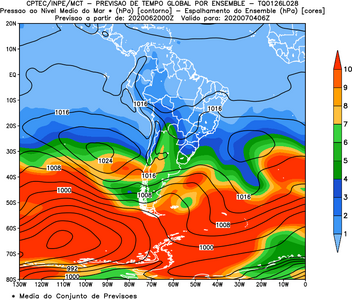 CPTEC/INPE/MCT - PREVISAO DE TEMPO GLOBAL POR ENSEMBLE - TQ0126L028
Pressao ao Nivel Medio do Mar - (hPa) [contorno] - Espalhamento do Ensemble (hPa) [cores]
Previsao a partir de: 2020062000Z Valido para: 2020070406Z
20N
10N
EQ
10S
20S
30S
40S
50S
60S
70S
80S
130W 120W 110W 100W 90W 80W 70W 60W 50W 40W 30W 20W 10W 0
1016
1016
1016
1024
1016
1008
1016
1008
1000
1008
1000
992
1000
10
9
8
7
6
5
4
3
2
1
* Media do Conjunto de Previsoes